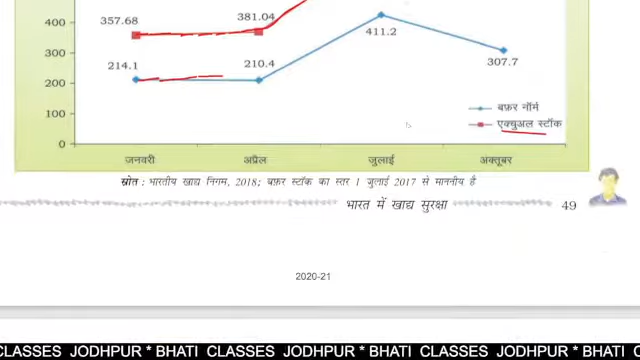 400
357.68
381.04
300
411.2
214.1
210.4
307.7
200
100
बफ़र नॉर्म
एक्चुअल स्टॉक
0
जनवरी अप्रैल जुलाई अक्तूबर
स्रोत : भारतीय खाद्य निगम, 2018; बफ़र स्टॉक का स्तर 1 जुलाई 2017 से माननीय है
भारत में खाद्य सुरक्षा 49
2020-21
CLASSES JODHPUR * BHATI CLASSES JODHPUR * BHATI CLASSES JODHPUR * BHATI C